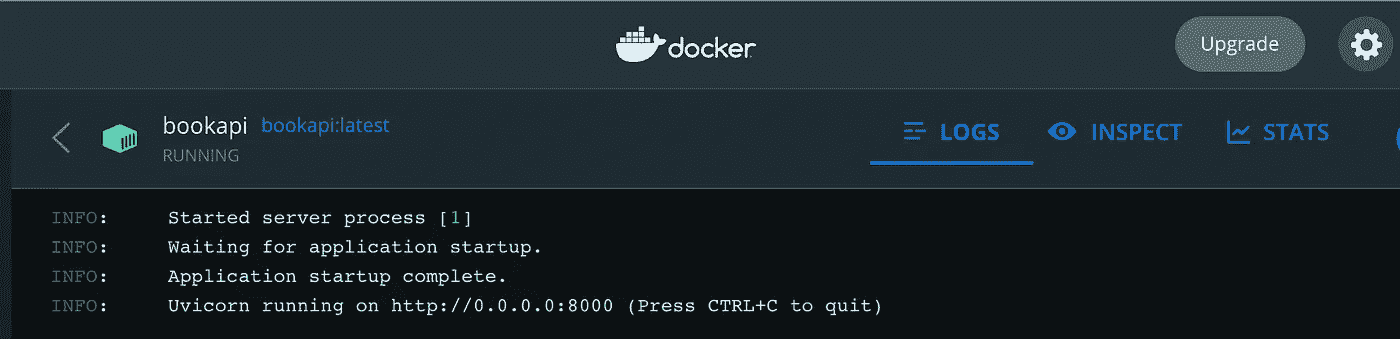 docker
Upgrade
bookapi bookapi:latest
RUNNING
LOGS INSPECT STATS
INFO: Started server process [1]
INFO: Waiting for application startup.
INFO: Application startup complete.
INFO: Uvicorn running on http://0.0.0.0:8000 (Press CTRL+C to quit)